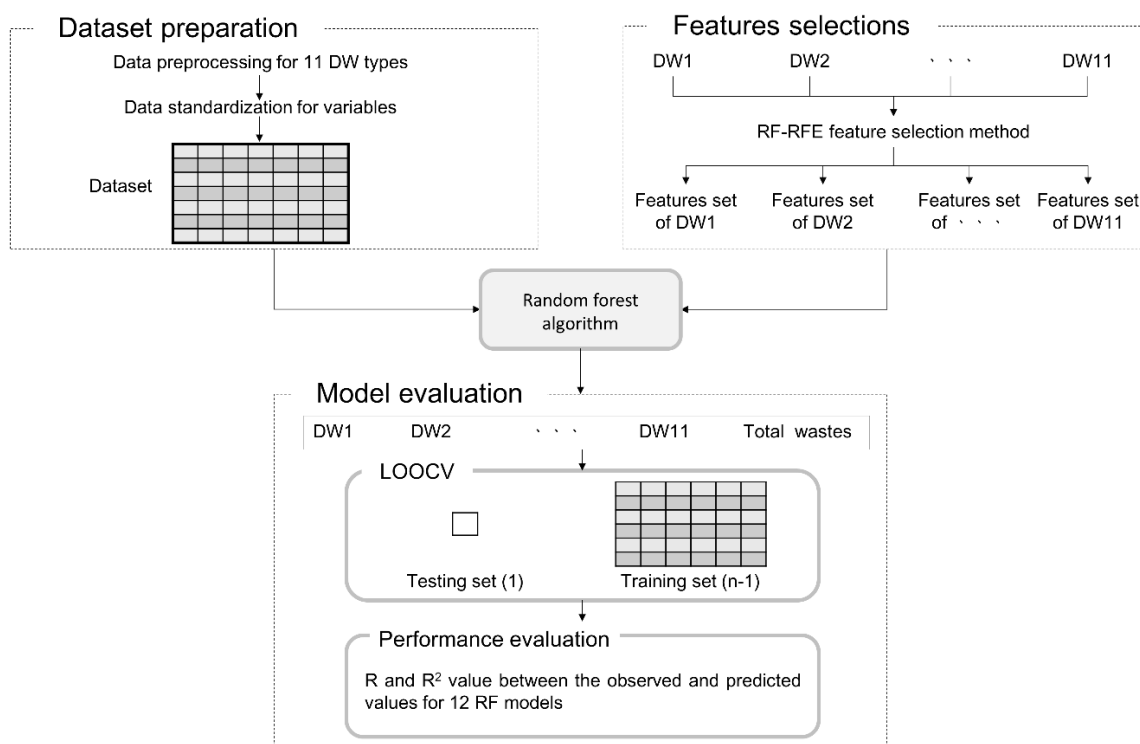 Dataset preparation
Data preprocessing for 11 DW types
Data standardization for variables
Dataset
Features selections
DW1 DW2 ` ` ` DW11
RF-RFE feature selection method
Features set of DW1
Features set of DW2
Features set of ` ` `
Features set of DW11
Random forest
algorithm
Model evaluation
DW1 DW2 ` ` ` DW11 Total wastes
LOOCV
Testing set (1)
Training set (n-1)
Performance evaluation
R and R² value between the observed and predicted
values for 12 RF models